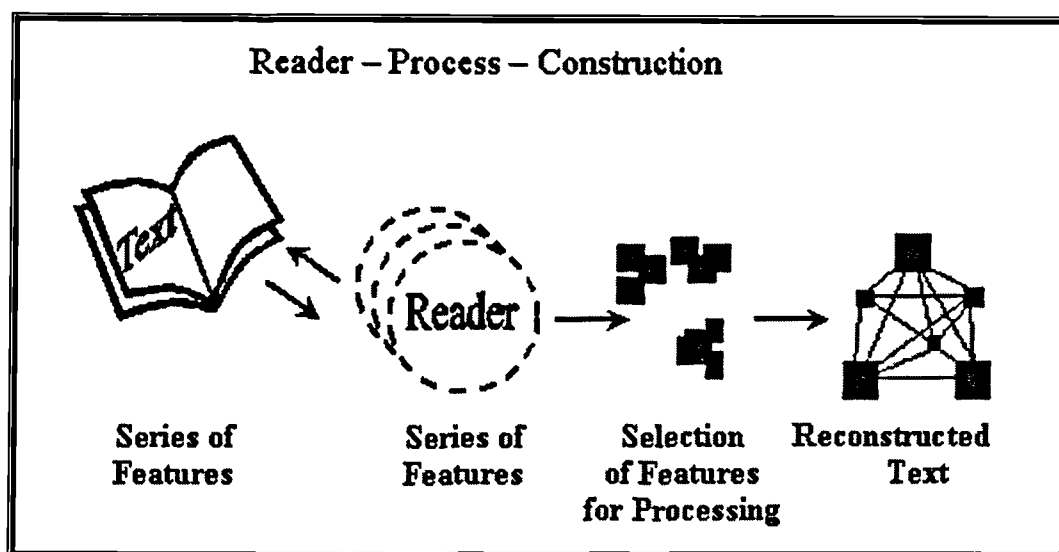 Reader – Process – Construction
Text
Reader
Series of
Features
Series of
Features
Selection
of Features
for Processing
Reconstructed
Text